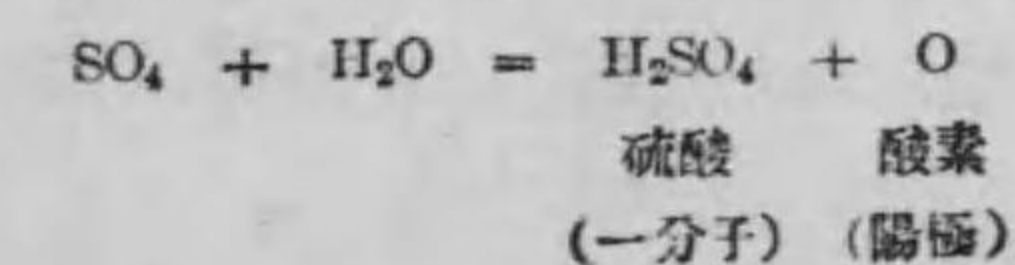 SO₄ + H₂O = H₂SO₄ + O
硫酸 酸素
(一分子) (陽極)